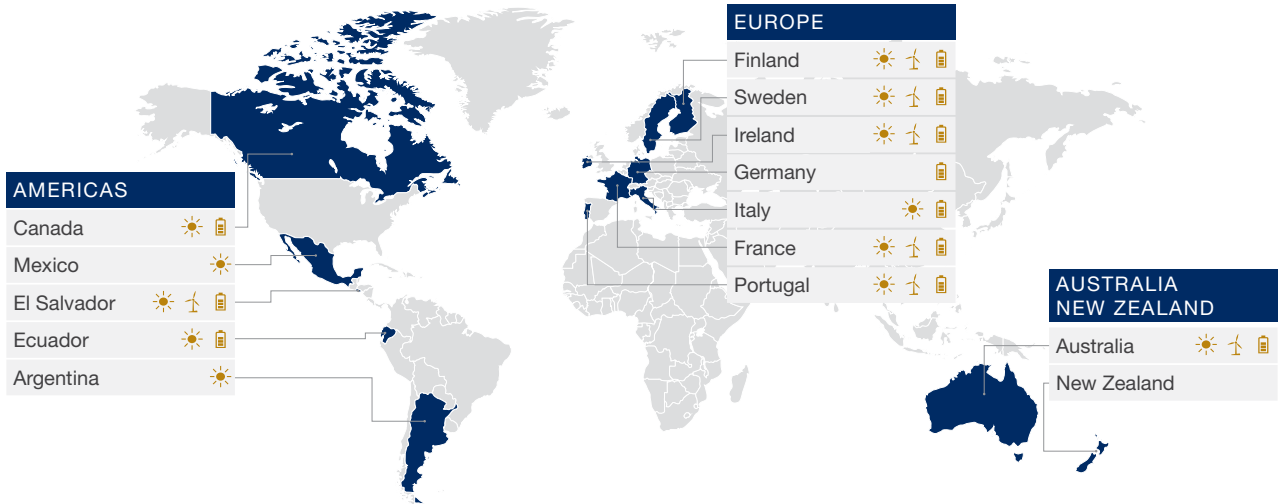 EUROPE
Finland
Sweden
Ireland
Germany
Italy
France
Portugal
AMERICAS
Canada
Mexico
El Salvador
Ecuador
Argentina
AUSTRALIA
NEW ZEALAND
Australia
New Zealand